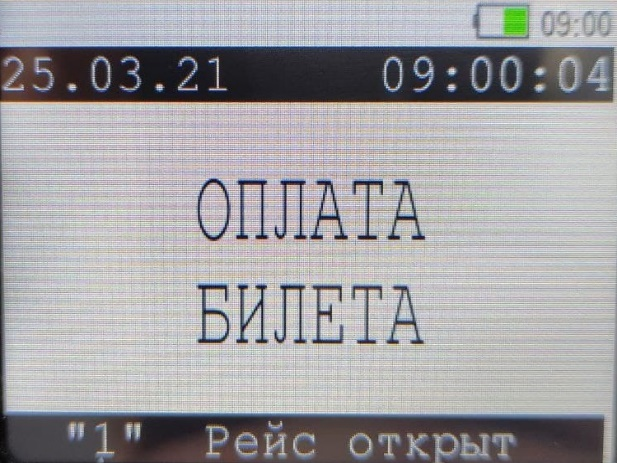 09:00
25.03.21 09:00:04
ОПЛАТА
БИЛЕТА
"1" Рейс открыт